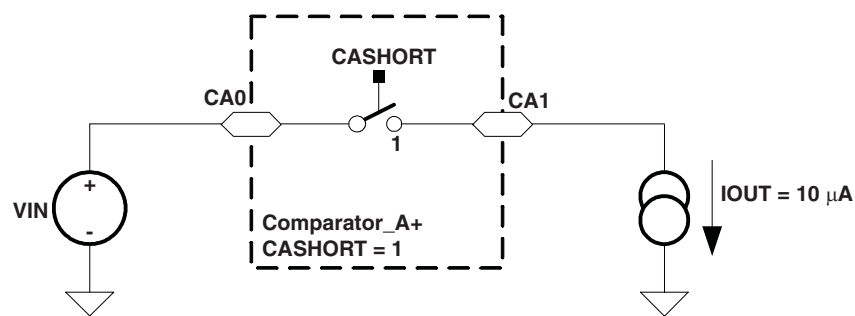 CASHORT
CA0
CA1
1
+
VIN
-
IOUT = 10 μA
Comparator_A+
CASHORT = 1